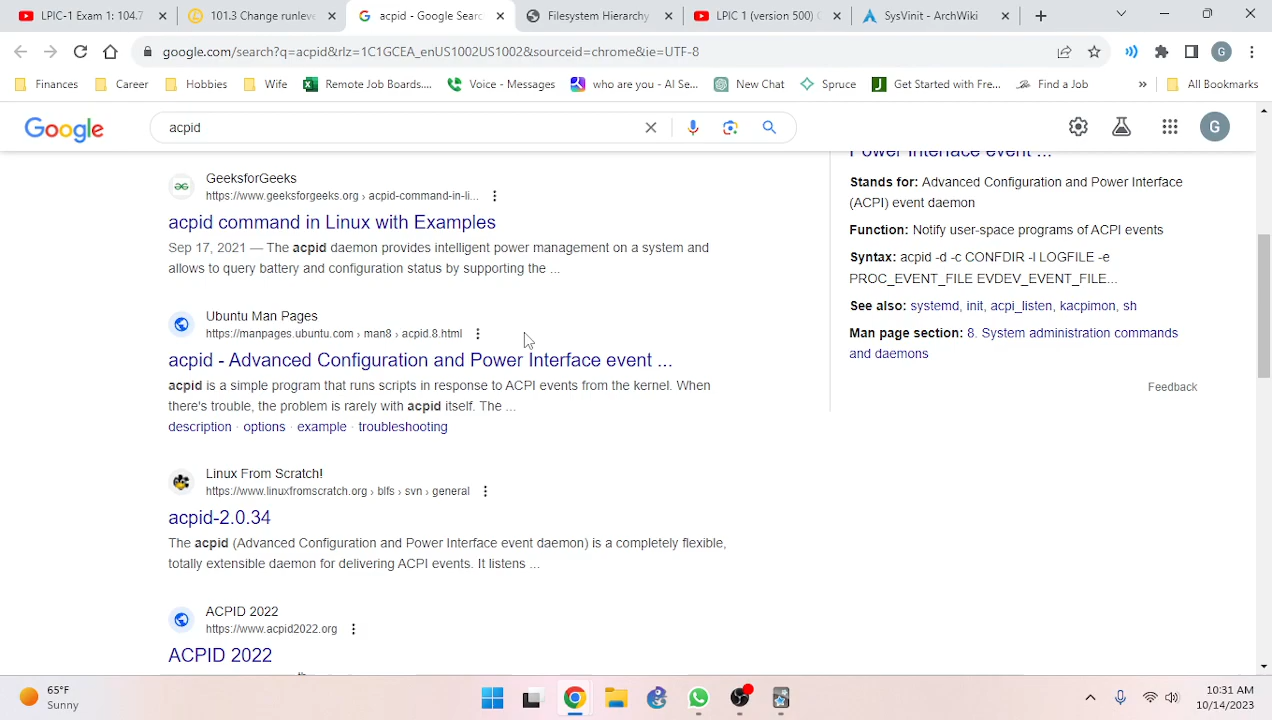 LPIC-1 Exam 1: 104.7
101.3 Change runleve
acpid - Google Searc
Filesystem Hierarchy
LPIC 1 (version 500) C
SysVinit - ArchWiki
google.com/search?q=acpid&rlz=1C1GCEA_enUS1002US1002&sourceid=chrome&ie=UTF-8
G
Finances
Career
Hobbies
Wife
Remote Job Boards....
Voice - Messages
who are you - AI Se...
New Chat
Spruce
Get Started with Fre...
Find a Job
»
All Bookmarks
Google
acpid
G
GeeksforGeeks
https://www.geeksforgeeks.org › acpid-command-in-li...
acpid command in Linux with Examples
Sep 17, 2021 — The acpid daemon provides intelligent power management on a system and
allows to query battery and configuration status by supporting the ...
Ubuntu Man Pages
https://manpages.ubuntu.com › man8 › acpid.8.html
acpid - Advanced Configuration and Power Interface event ...
acpid is a simple program that runs scripts in response to ACPI events from the kernel. When
there's trouble, the problem is rarely with acpid itself. The ...
description · options · example · troubleshooting
Linux From Scratch!
https://www.linuxfromscratch.org › blfs › svn › general
acpid-2.0.34
The acpid (Advanced Configuration and Power Interface event daemon) is a completely flexible,
totally extensible daemon for delivering ACPI events. It listens ...
ACPID 2022
https://www.acpid2022.org
ACPID 2022
Power Interface event ...
Stands for: Advanced Configuration and Power Interface
(ACPI) event daemon
Function: Notify user-space programs of ACPI events
Syntax: acpid -d -c CONFDIR -l LOGFILE -e
PROC_EVENT_FILE EVDEV_EVENT_FILE...
See also: systemd, init, acpi_listen, kacpimon, sh
Man page section: 8. System administration commands
and daemons
Feedback
65°F
Sunny
10:31 AM
10/14/2023